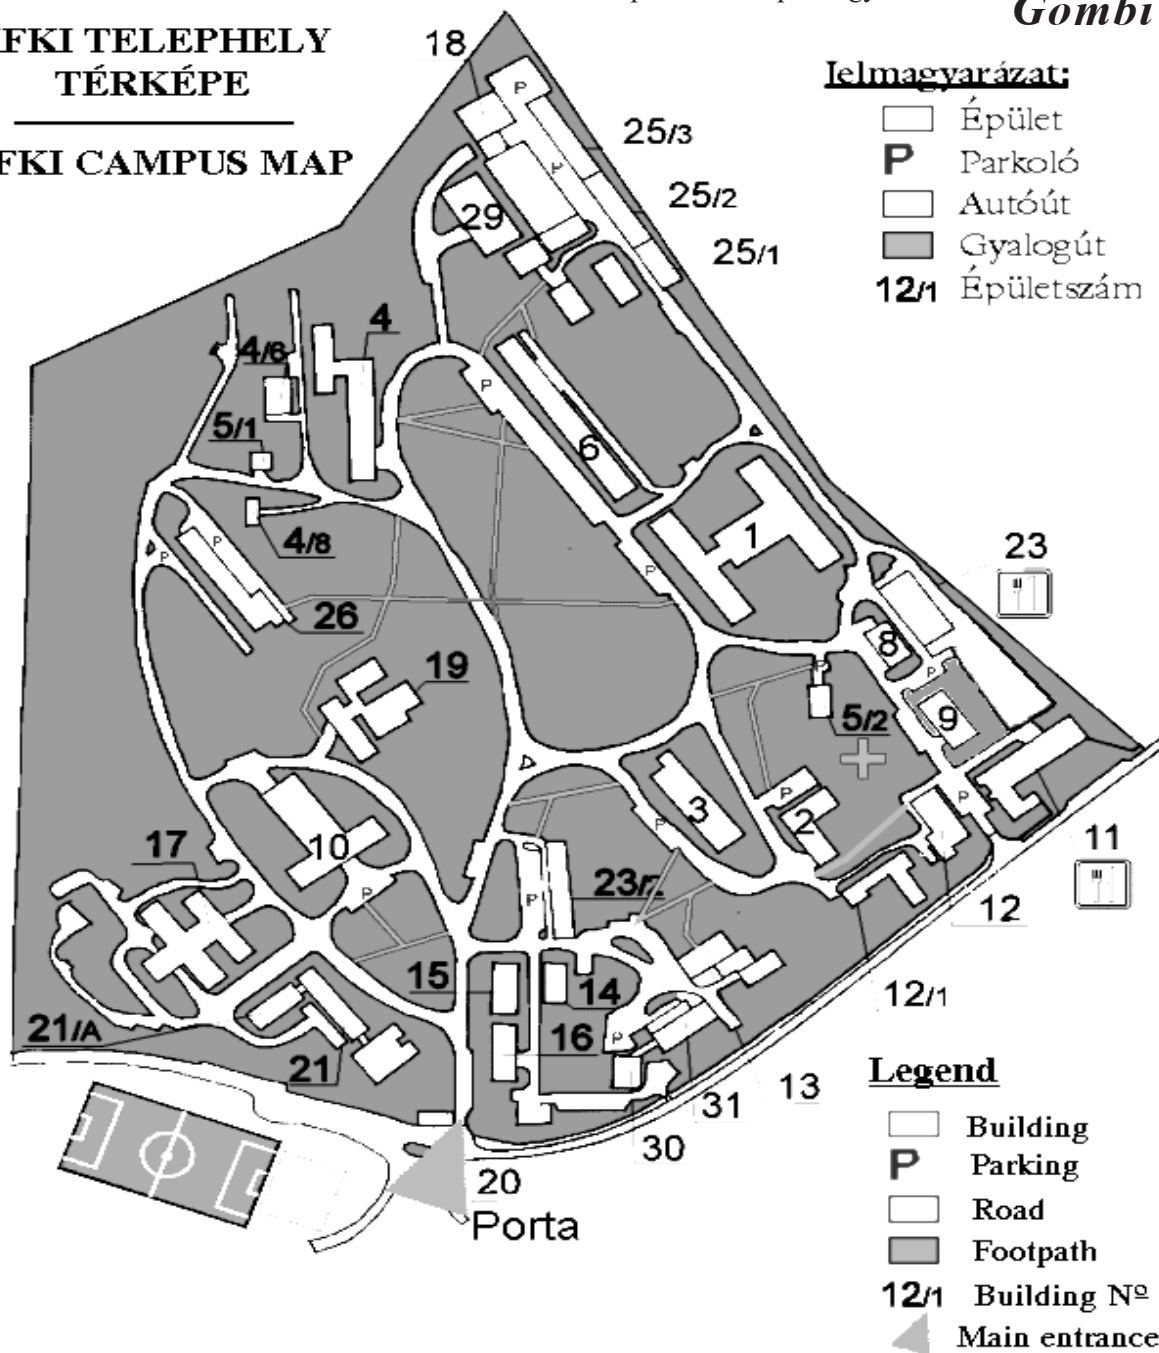 Gombi
FKI TELEPHELY
TÉRKÉPE
FKI CAMPUS MAP
Jelmagyarázat:
Épület
P Parkoló
Autóút
Gyalogút
12/1 Épületszám
18
P
25/3
P
25/2
29
25/1
4
4/6
P
5/1
6
P
4/8
1
23
P
P
26
8
19
P
P
9
5/2
P
P
3
P
2
10
17
11
P
23/2
P
12
15
14
12/1
21/A
16
P
21
13
31
30
20
Porta
Legend
Building
P Parking
Road
Footpath
12/1 Building Nº
Main entrance